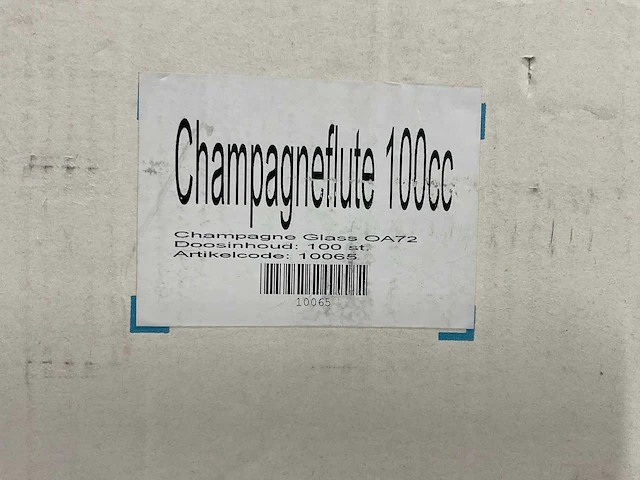 Champagneflute 100cc
Champagne Glass OA72
Doosinhoud: 100 st.
Artikelcode: 10065
10065